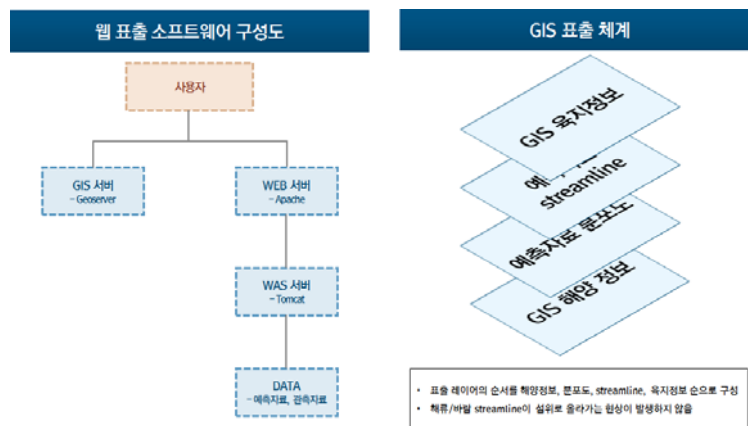 웹 표출 소프트웨어 구성도
사용자
GIS 서버
- Geoserver
WEB 서버
- Apache
WAS 서버
- Tomcat
DATA
- 예측자료, 관측자료
GIS 표출 체계
GIS 육지정보
streamline
예측자료 분포도
GIS 해양 정보
• 표출 레이어의 순서를 해양정보, 분포도, streamline, 육지정보 순으로 구성
• 해류/바람 streamline이 섬위로 올라가는 현상이 발생하지 않음